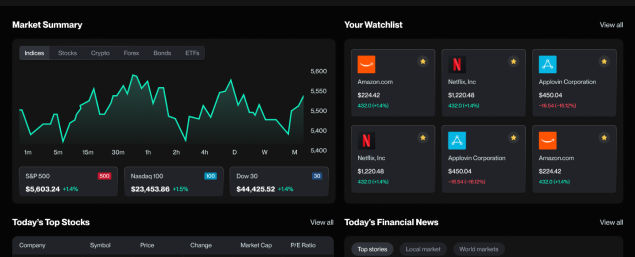 Market Summary
Indices Stocks Crypto Forex Bonds ETFs
5,600
5,550
5,500
5,400
5,400
1m 5m 15m 30m 1h 2h 4h D W M
S&P 500 500
$5,603.24 +1.4%
Nasdaq 100 100
$23,453.86 +1.5%
Dow 30 30
$44,425.52 +1.4%
Your Watchlist View all
Amazon.com
$224.42
432.0 (+1.4%)
Netflix, Inc
$1,220.48
432.0 (+1.4%)
Applovin Corporation
$450.04
-16.54 (-16.12%)
Netflix, Inc
$1,220.48
432.0 (+1.4%)
Applovin Corporation
$450.04
-16.54 (-16.12%)
Amazon.com
$224.42
432.0 (+1.4%)
Today's Top Stocks View all
Company Symbol Price Change Market Cap P/E Ratio
Today's Financial News View all
Top stories Local market World markets